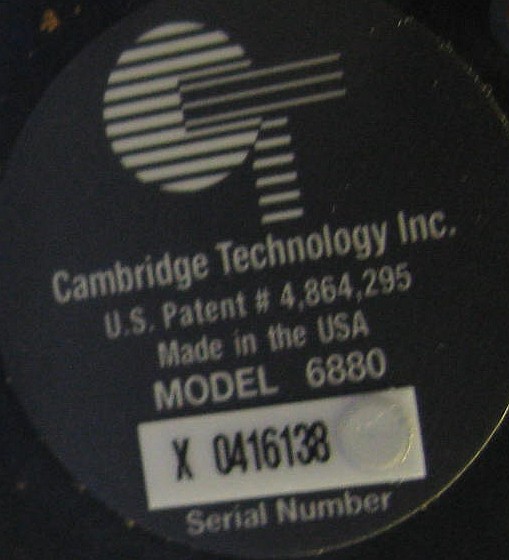 Cambridge Technology Inc.
U.S. Patent # 4,864,295
Made in the USA
MODEL 6880
X 0416138
Serial Number